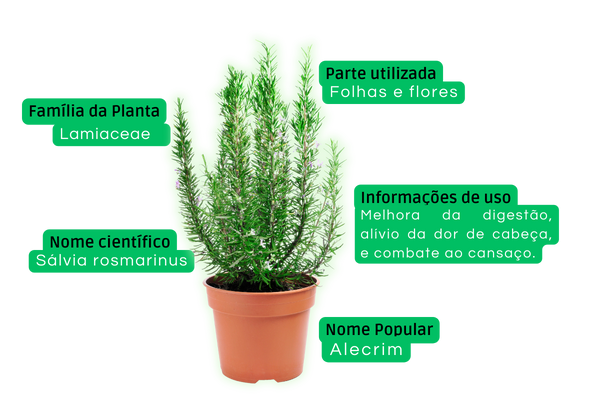 Parte utilizada
Folhas e flores
Família da Planta
Lamiaceae
Informações de uso
Melhora da digestão,
alívio da dor de cabeça,
e combate ao cansaço.
Nome científico
Sálvia rosmarinus
Nome Popular
Alecrim